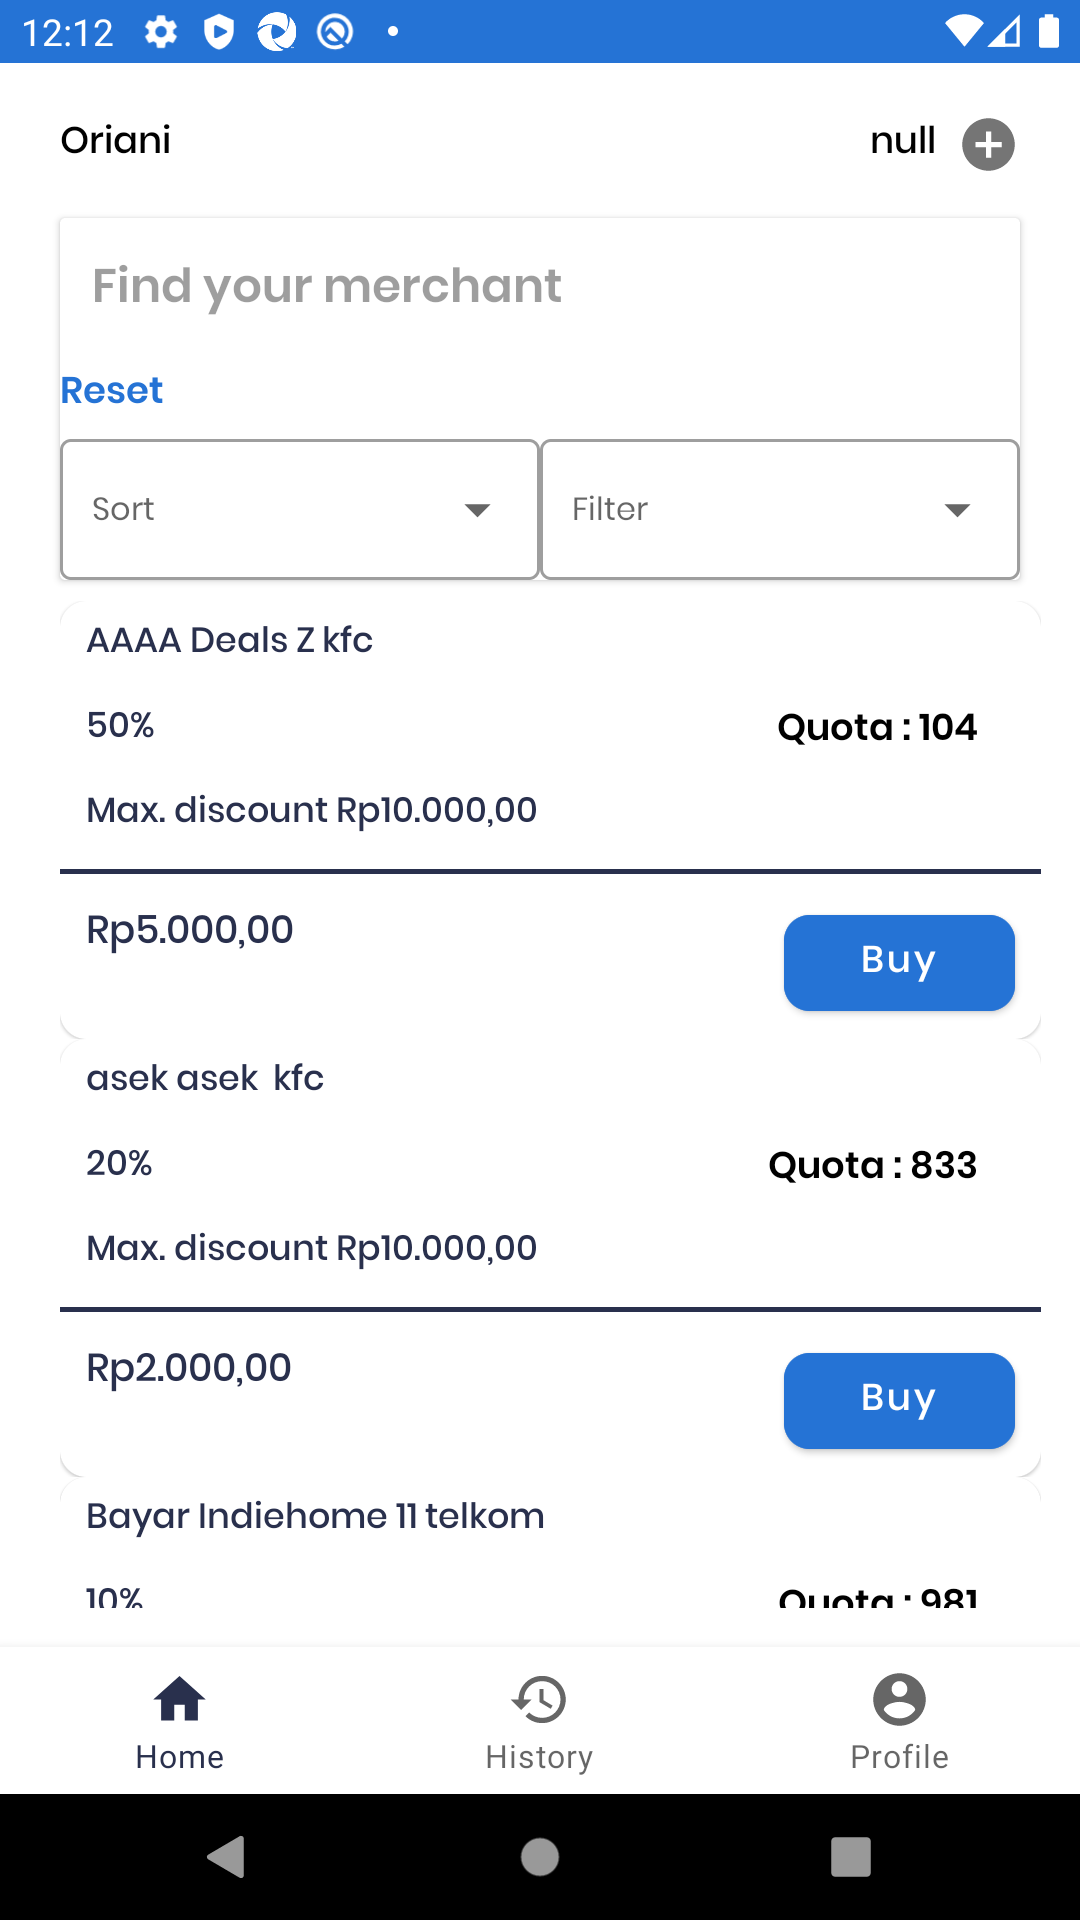 12:12
Oriani null
Find your merchant
Reset
Sort Filter
AAAA Deals Z kfc
50% Quota : 104
Max. discount Rp10.000,00
Rp5.000,00 Buy
asek asek  kfc
20% Quota : 833
Max. discount Rp10.000,00
Rp2.000,00 Buy
Bayar Indiehome 11 telkom
10% Quota : 981
Home History Profile